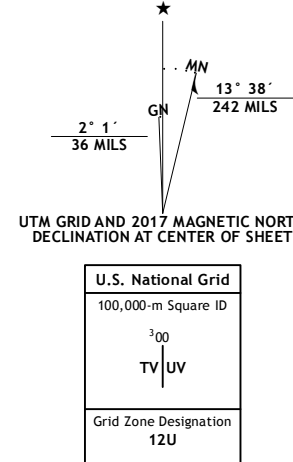 ★
MN
GN
13° 38´
242 MILS
2° 1´
36 MILS
UTM GRID AND 2017 MAGNETIC NORT
DECLINATION AT CENTER OF SHEET
U.S. National Grid
100,000-m Square ID
³00
TV UV
Grid Zone Designation
12U